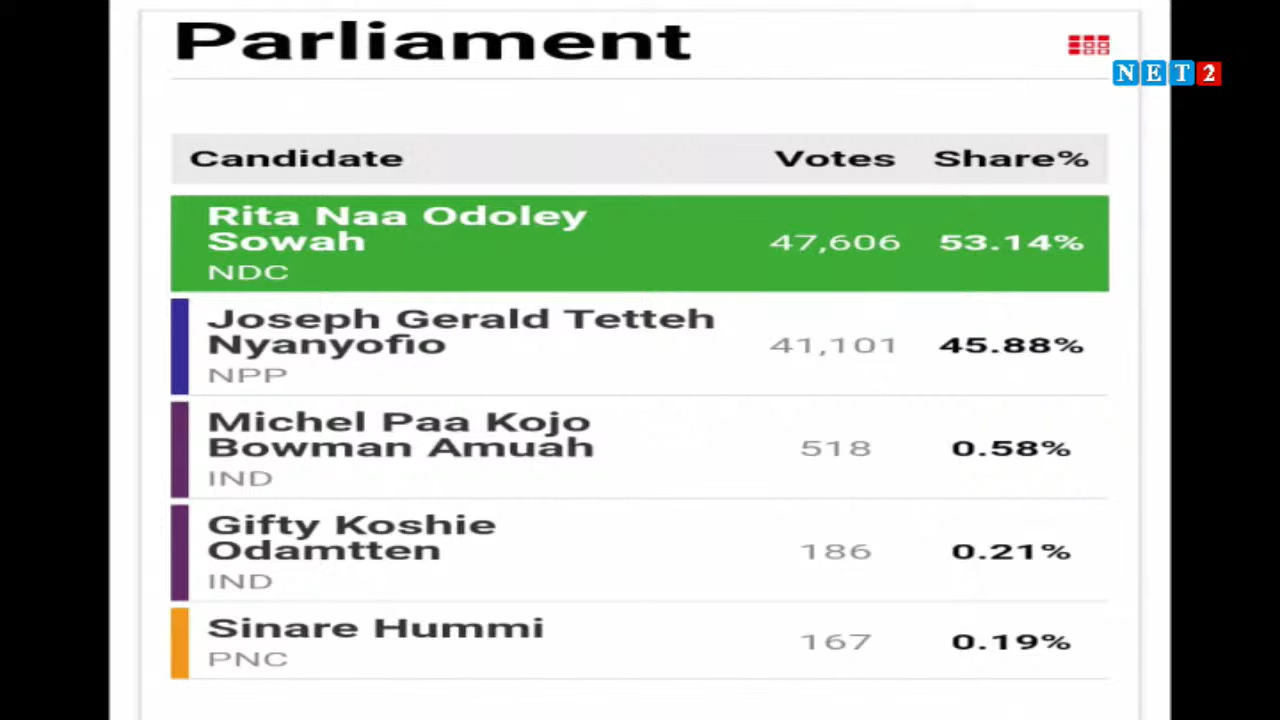 Parliament
NET2
Candidate Votes Share%
Rita Naa Odoley
Sowah
47,606 53.14%
NDC
Joseph Gerald Tetteh
Nyanyofio
41,101 45.88%
NPP
Michel Paa Kojo
Bowman Amuah
518 0.58%
IND
Gifty Koshie
Odamtten
186 0.21%
IND
Sinare Hummi
167 0.19%
PNC